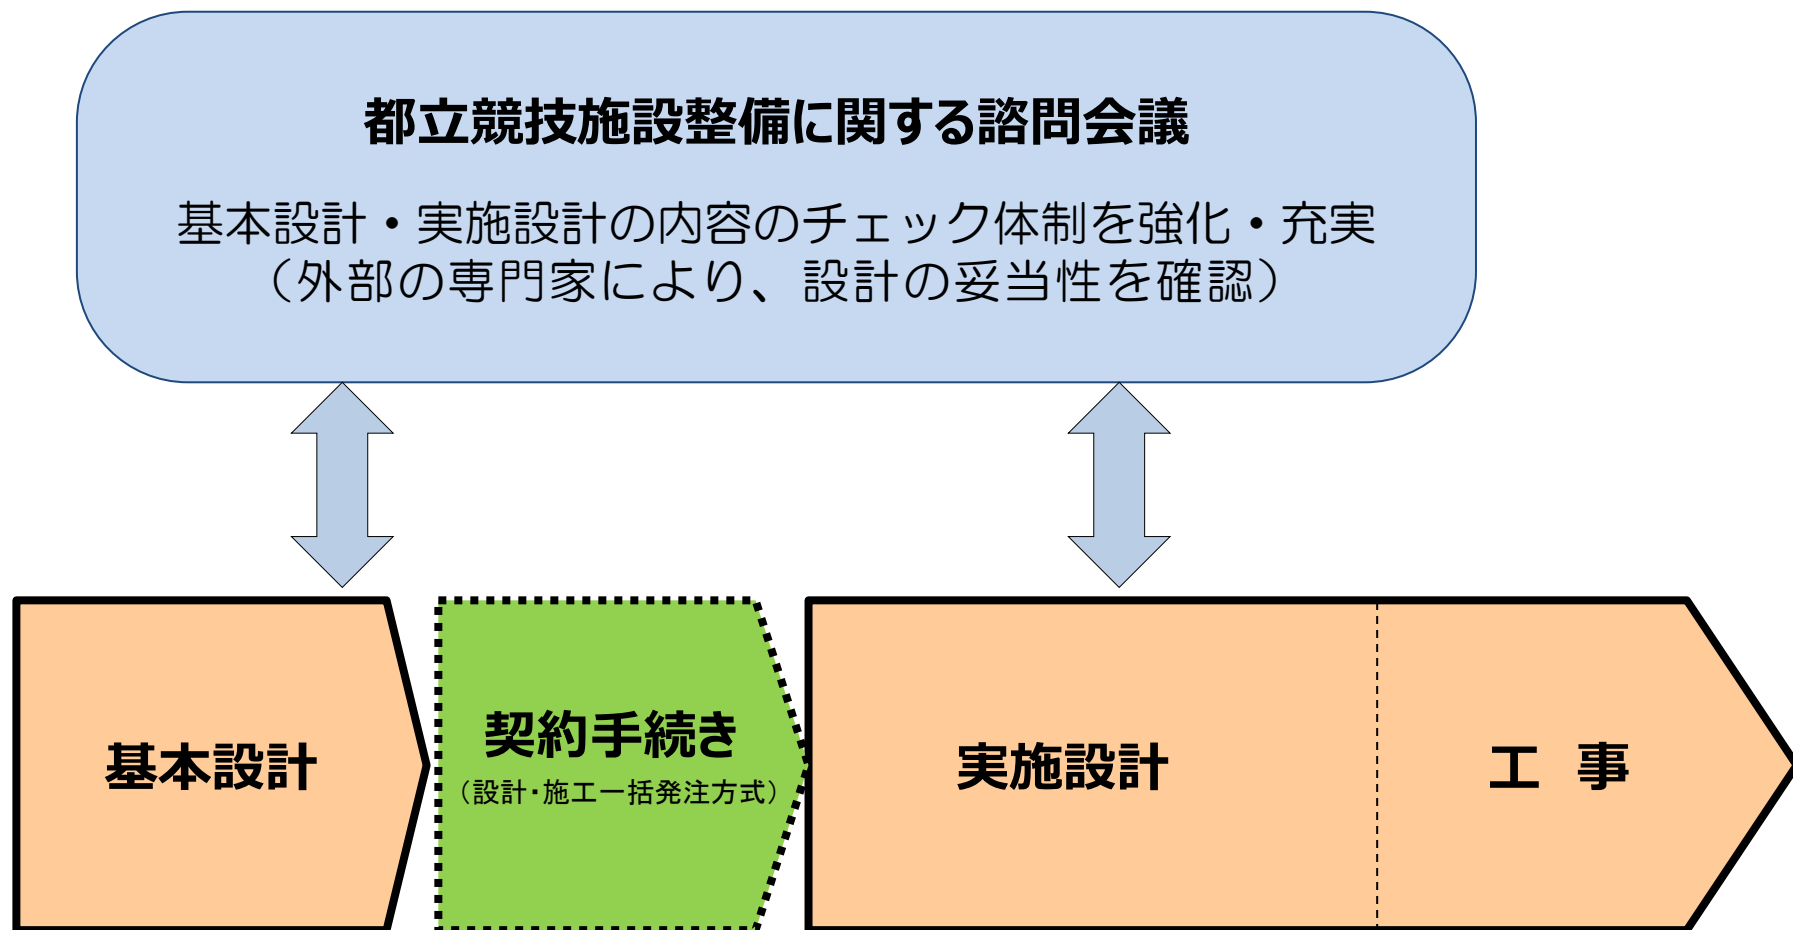 都立競技施設整備に関する諮問会議
基本設計・実施設計の内容のチェック体制を強化・充実
（外部の専門家により、設計の妥当性を確認）
基本設計
契約手続き
（設計・施工一括発注方式）
実施設計
工　事